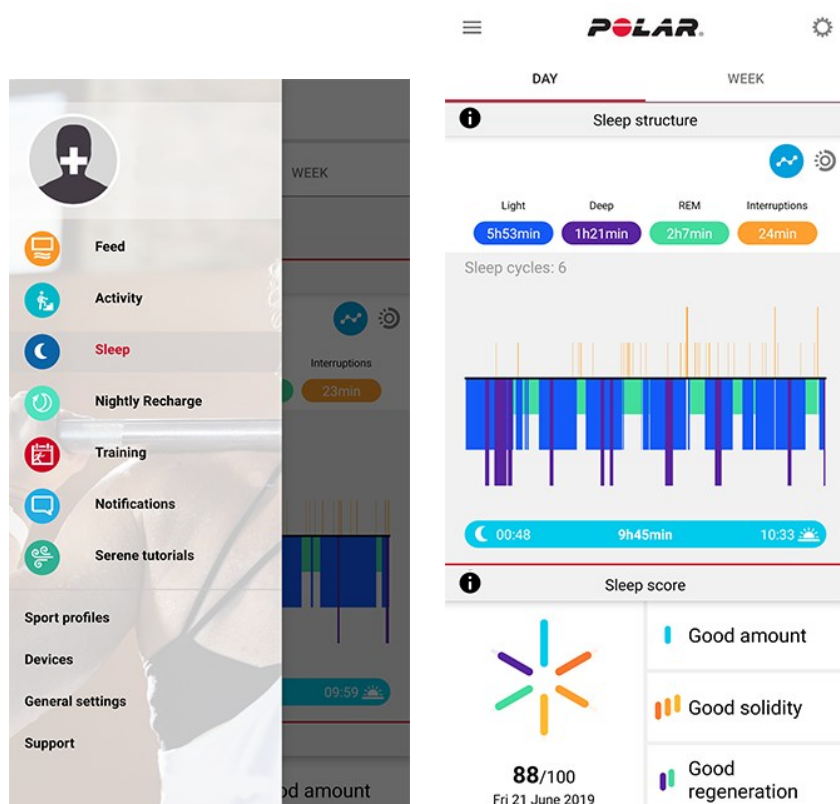 WEEK
Feed
Activity
Sleep
Interruptions
Nightly Recharge
23min
Training
Notifications
Serene tutorials
Sport profiles
Devices
09:59
General settings
Support
od amount
POLAR.
DAY
WEEK
Sleep structure
Light
Deep
REM
Interruptions
5h53min
1h21min
2h7min
24min
Sleep cycles: 6
00:48
9h45min
10:33
Sleep score
Good amount
Good solidity
Good
regeneration
88/100
Fri 21 June 2019